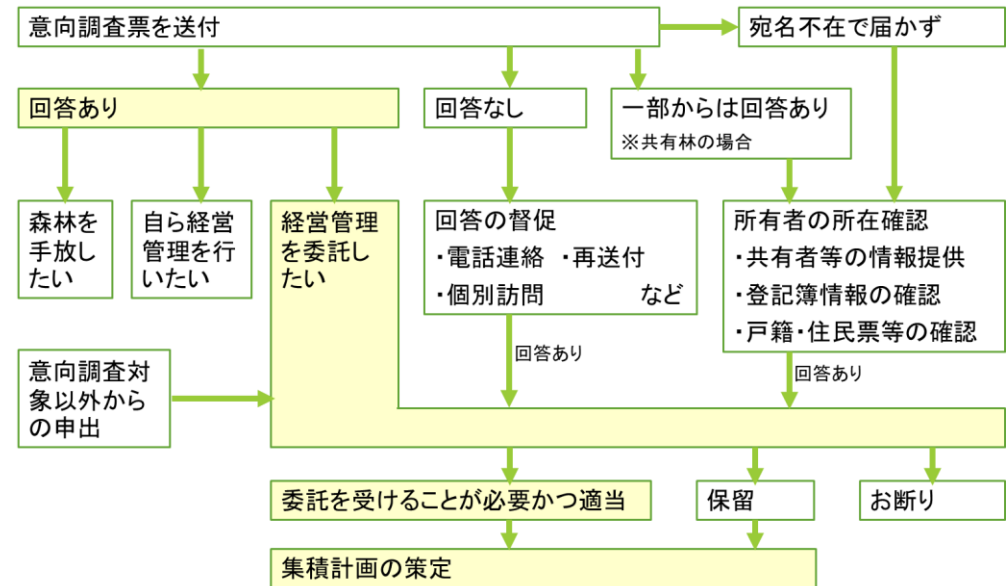 意向調査票を送付
宛名不在で届かず
回答あり
回答なし
一部からは回答あり
※共有林の場合
森林を
手放し
たい
自ら経営
管理を行
いたい
経営管理
を委託し
たい
回答の督促
・電話連絡 ・再送付
・個別訪問 など
所有者の所在確認
・共有者等の情報提供
・登記簿情報の確認
・戸籍・住民票等の確認
回答あり
回答あり
意向調査対
象以外から
の申出
委託を受けることが必要かつ適当
保留
お断り
集積計画の策定